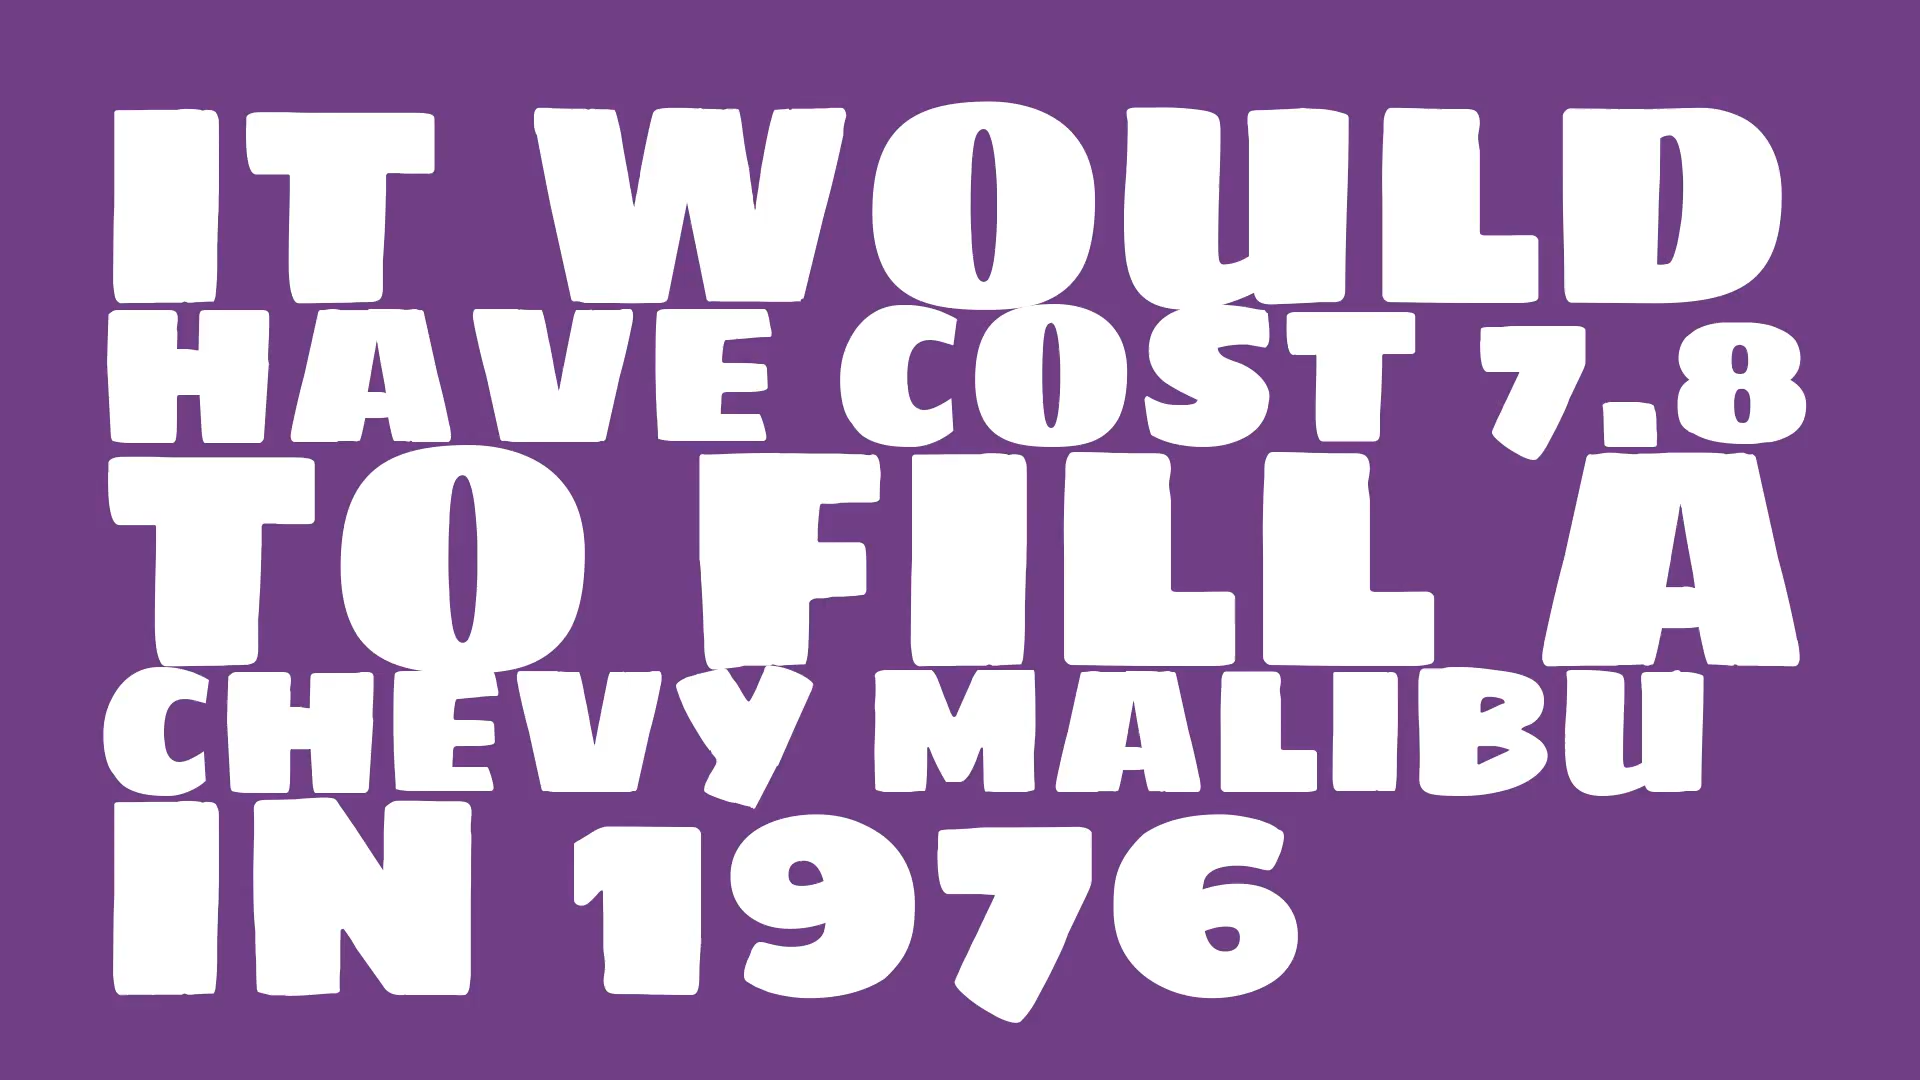 IT WOULD
HAVE COST 7.8
TO FILL A
CHEVY MALIBU
IN 1976